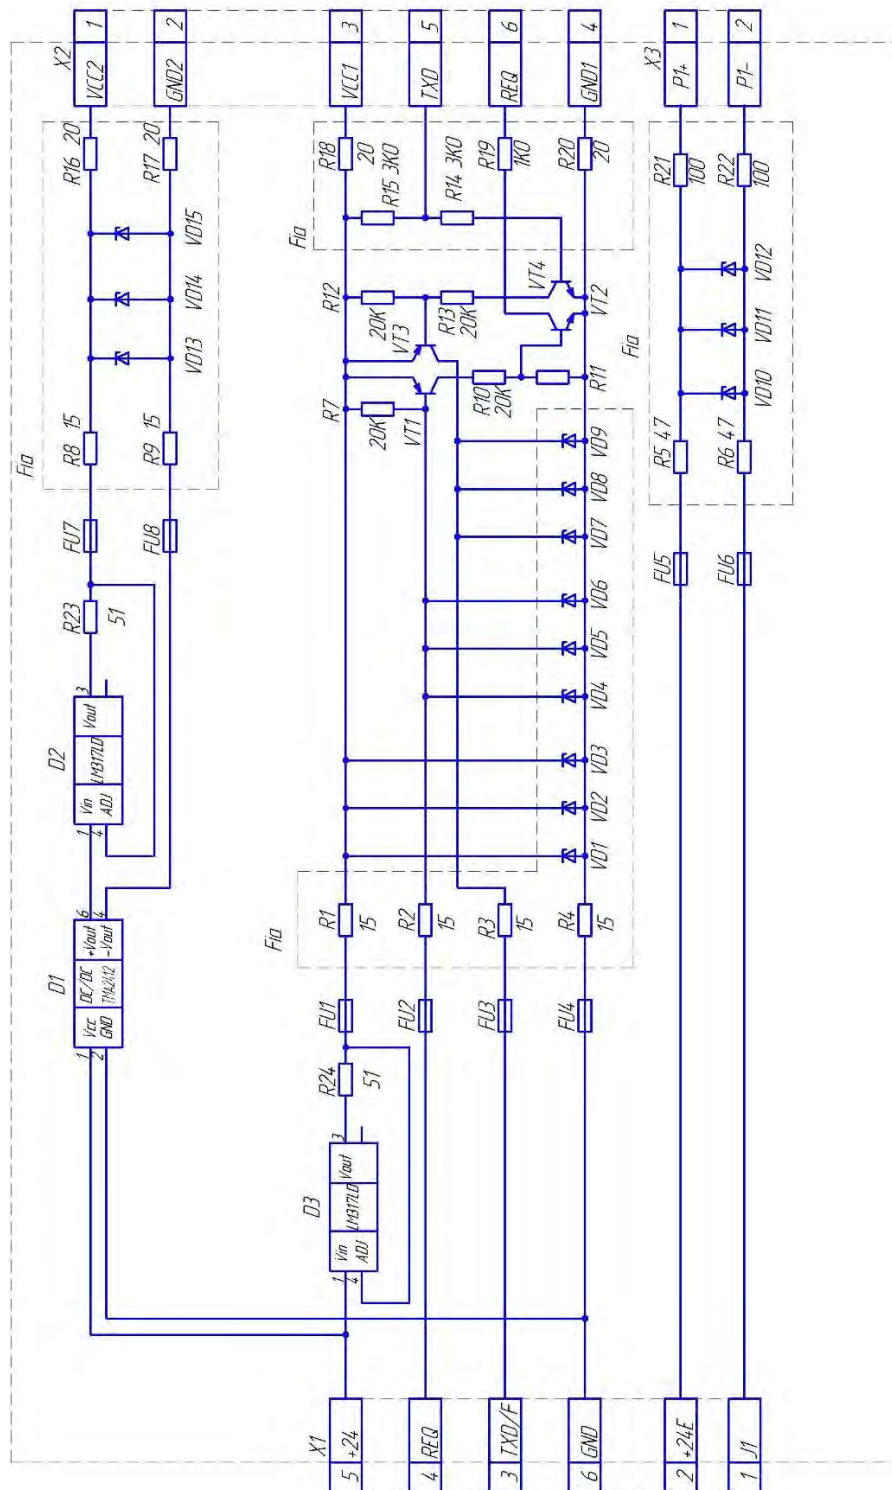 X2
1
VCC2
2
GND2
3
VCC1
5
TXD
6
REQ
4
GND1
X3
1
P1+
2
P1-
R16 20
R17 20
VD15
VD14
VD13
R8 15
R9 15
Fia
FU7
FU8
R23
51
D2
3
Vout
LM317LD
Vin
ADJ
1
4
D1
6
4
+Vout
-Vout
DC/DC
TMA2412
Vcc
GND
1
2
R18
20
R15 3K0
R14 3K0
R19
1K0
R20
20
Fia
R12
20K
R13
20K
VT4
VT2
VT3
R7
20K
VT1
R10
20K
R11
VD9
VD8
VD7
VD6
VD5
VD4
VD3
VD2
VD1
R1
15
R2
15
R3
15
R4
15
Fia
FU1
FU2
FU3
FU4
R24
51
D3
3
Vout
LM317LD
Vin
ADJ
1
4
R21
100
R22
100
VD12
VD11
VD10
Fia
R5 47
R6 47
FU5
FU6
X1
5
+24
4
REQ
3
TXD/F
6
GND
2
+24E
1
J1